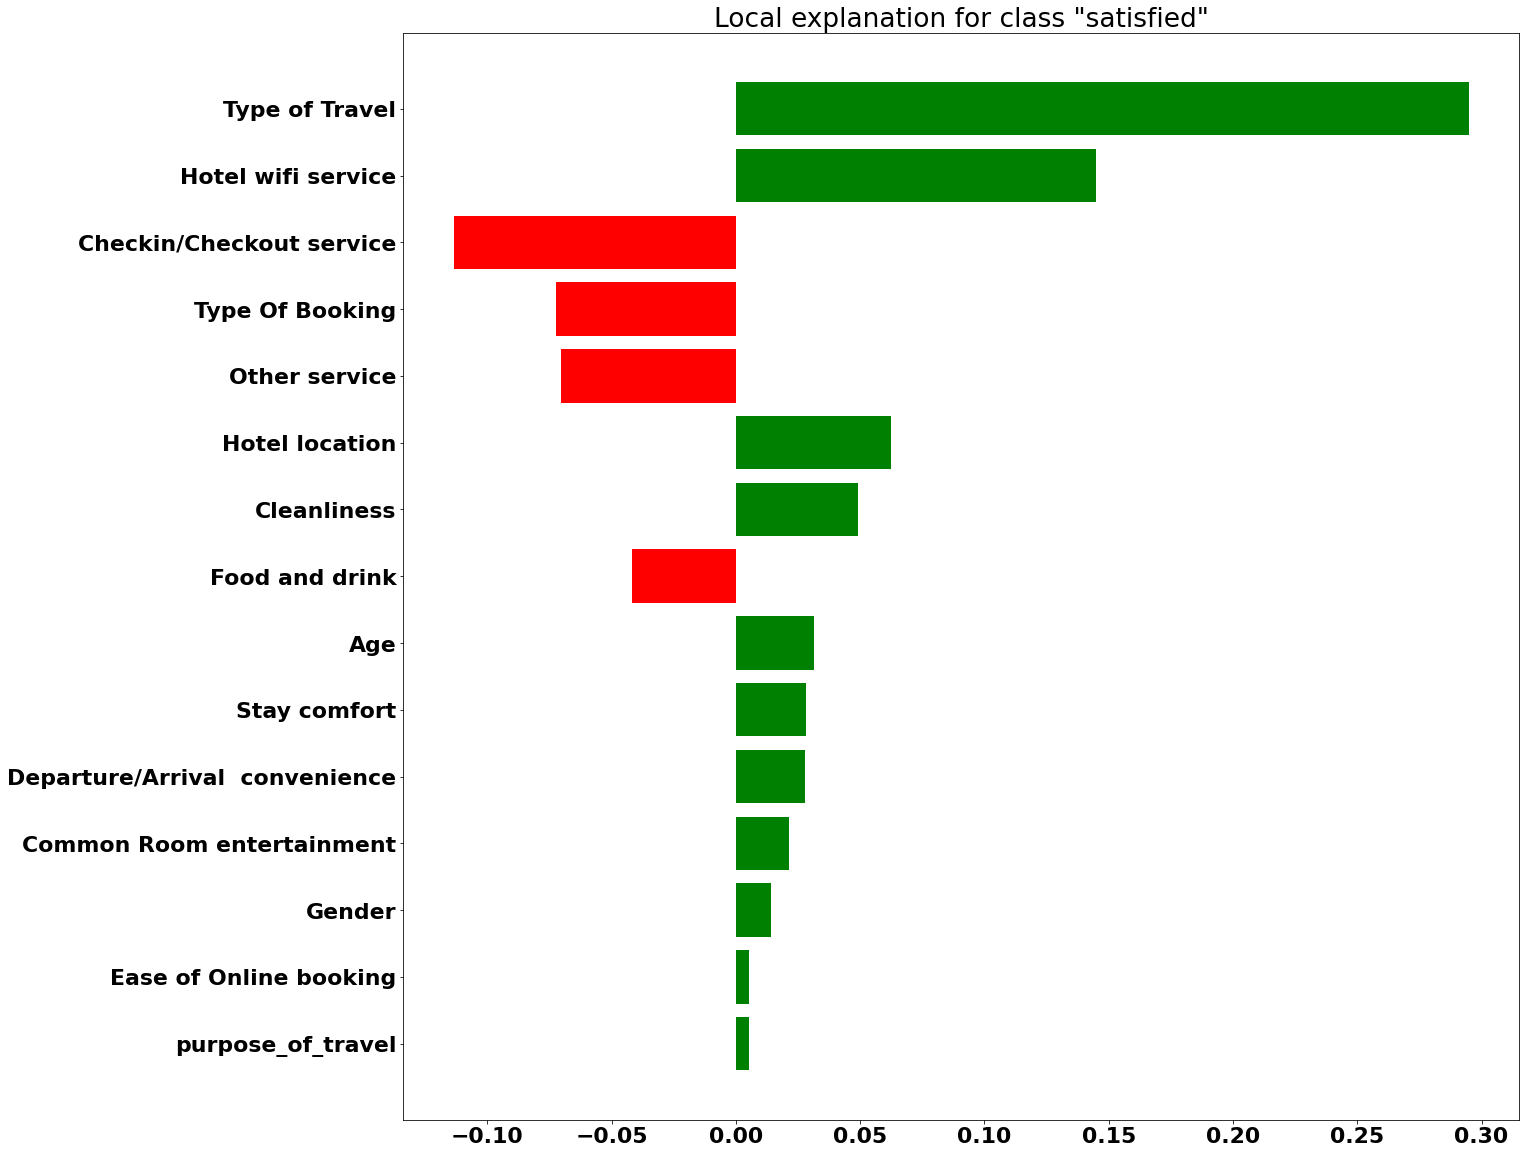 Local explanation for class "satisfied"
Type of Travel
Hotel wifi service
Checkin/Checkout service
Type Of Booking
Other service
Hotel location
Cleanliness
Food and drink
Age
Stay comfort
Departure/Arrival  convenience
Common Room entertainment
Gender
Ease of Online booking
purpose_of_travel
−0.10 −0.05 0.00 0.05 0.10 0.15 0.20 0.25 0.30